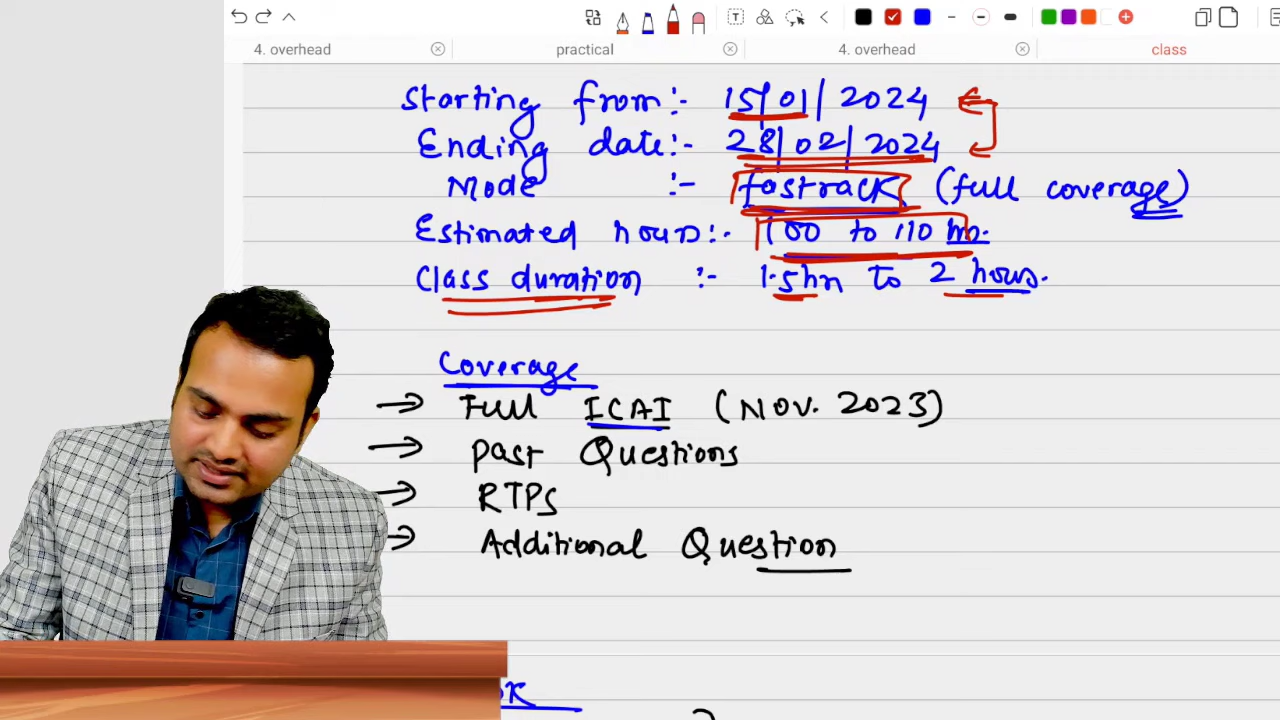 4. overhead practical 4. overhead class
Starting from:- 15/01/2024
Ending date:- 28/02/2024
Mode :- fastrack (full coverage)
Estimated hours:- 100 to 110 hrs.
Class duration :- 1.5hr to 2 hours.
Coverage
→ Full ICAI (Nov. 2023)
→ Past Questions
→ RTPS
→ Additional Question